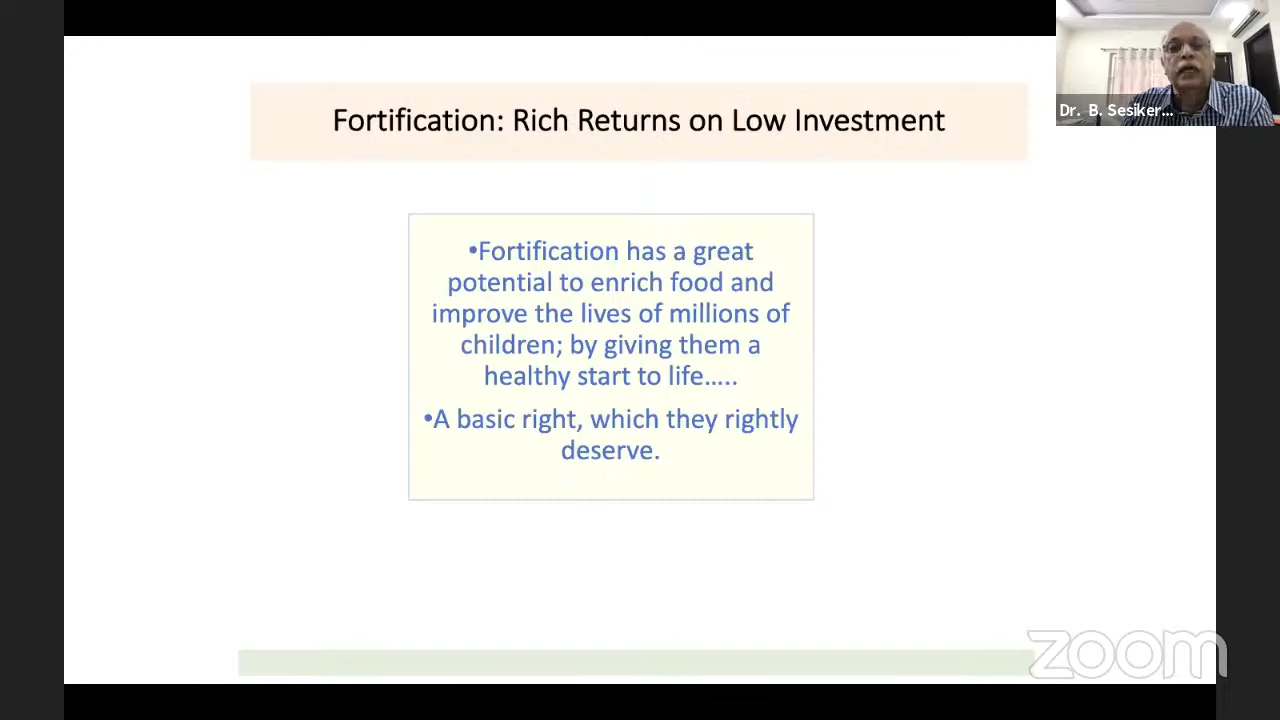 Fortification: Rich Returns on Low Investment
Dr. B. Sesiker...
•Fortification has a great
potential to enrich food and
improve the lives of millions of
children; by giving them a
healthy start to life.....
•A basic right, which they rightly
deserve.
zoom